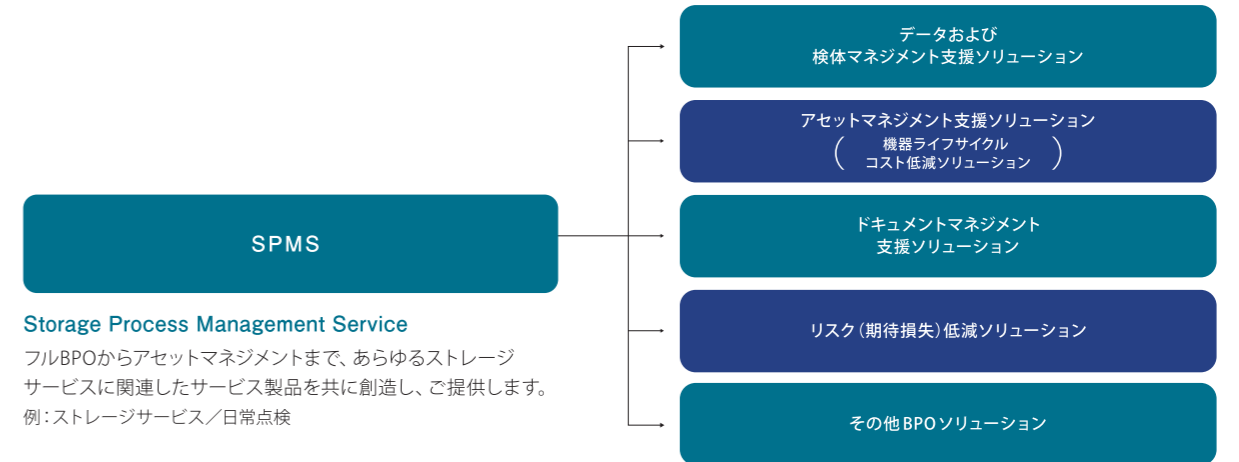 SPMS
Storage Process Management Service
フルBPOからアセットマネジメントまで、あらゆるストレージ
サービスに関連したサービス製品を共に創造し、ご提供します。
例：ストレージサービス／日常点検
データおよび
検体マネジメント支援ソリューション
アセットマネジメント支援ソリューション
（機器ライフサイクル
コスト低減ソリューション）
ドキュメントマネジメント
支援ソリューション
リスク（期待損失）低減ソリューション
その他BPOソリューション